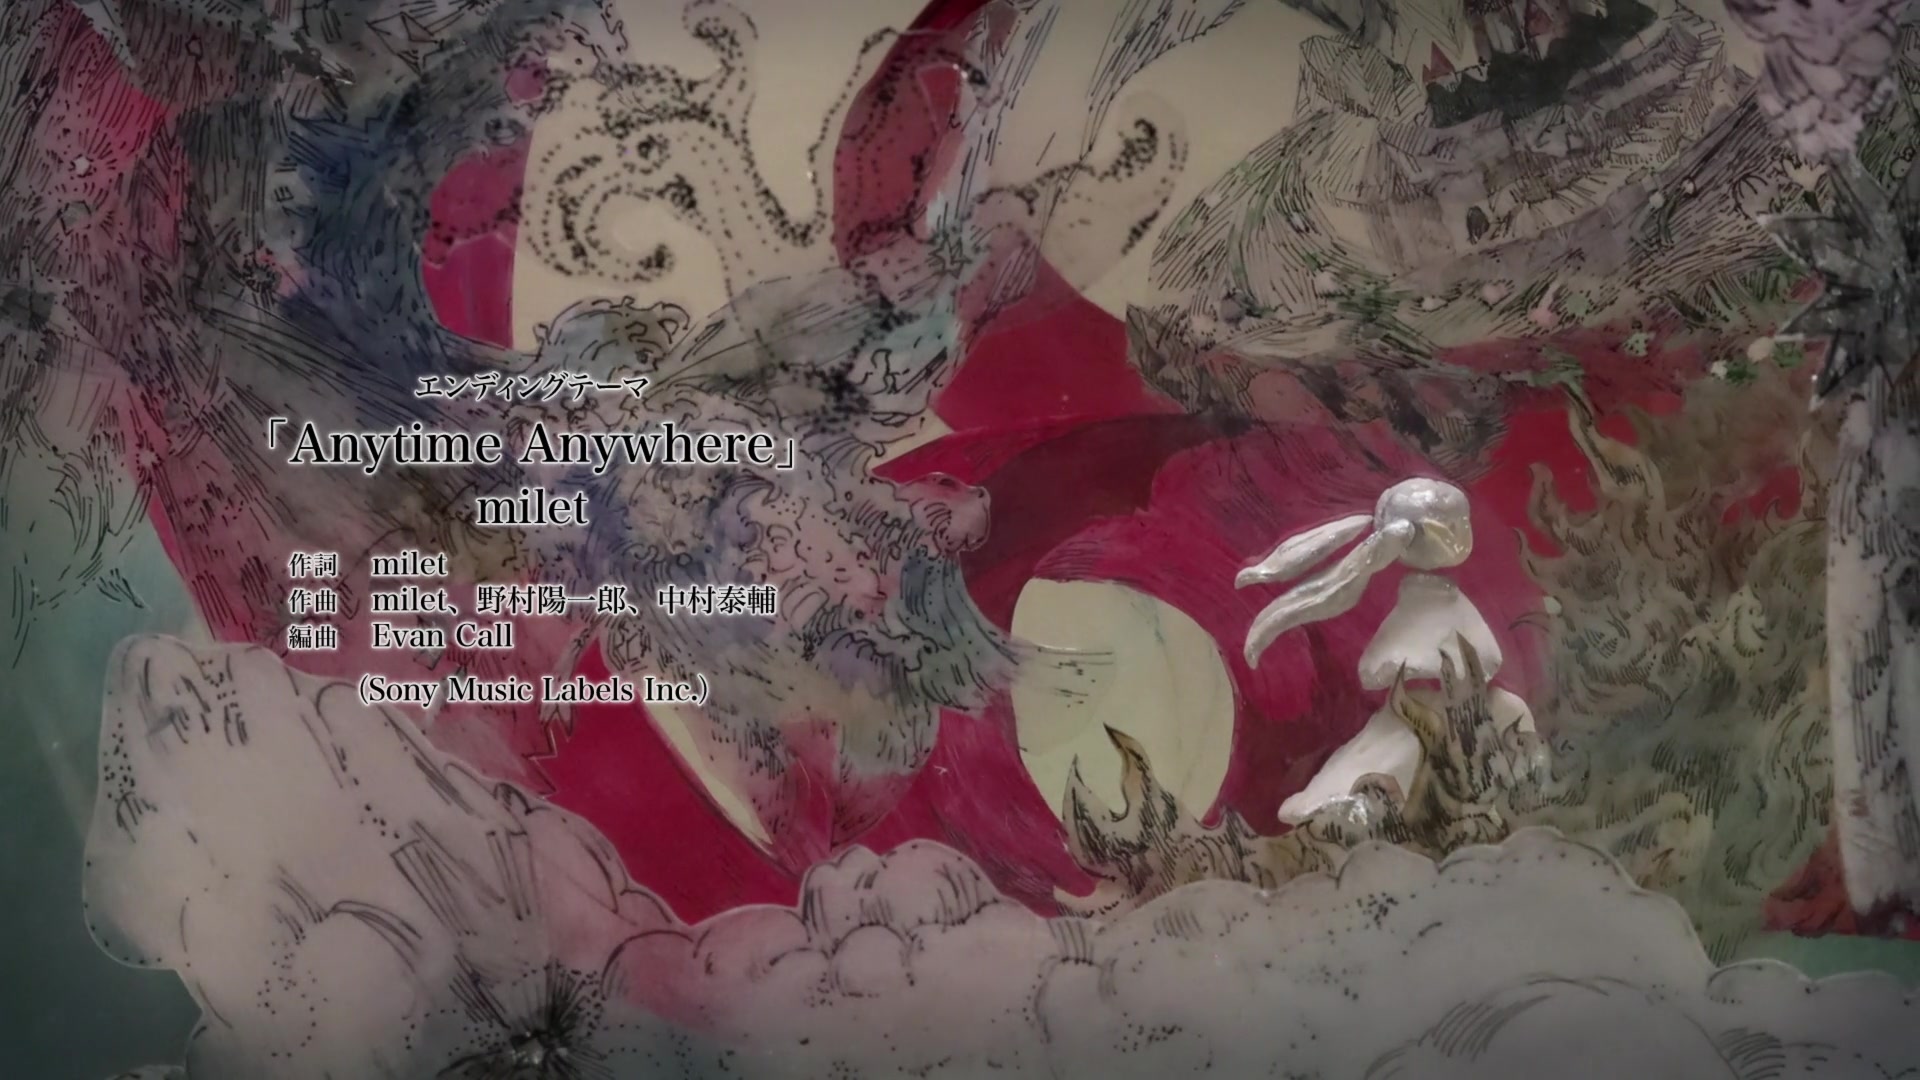 エンディングテーマ
「Anytime Anywhere」
milet
作詞 milet
作曲 milet、野村陽一郎、中村泰輔
編曲 Evan Call
(Sony Music Labels Inc.)